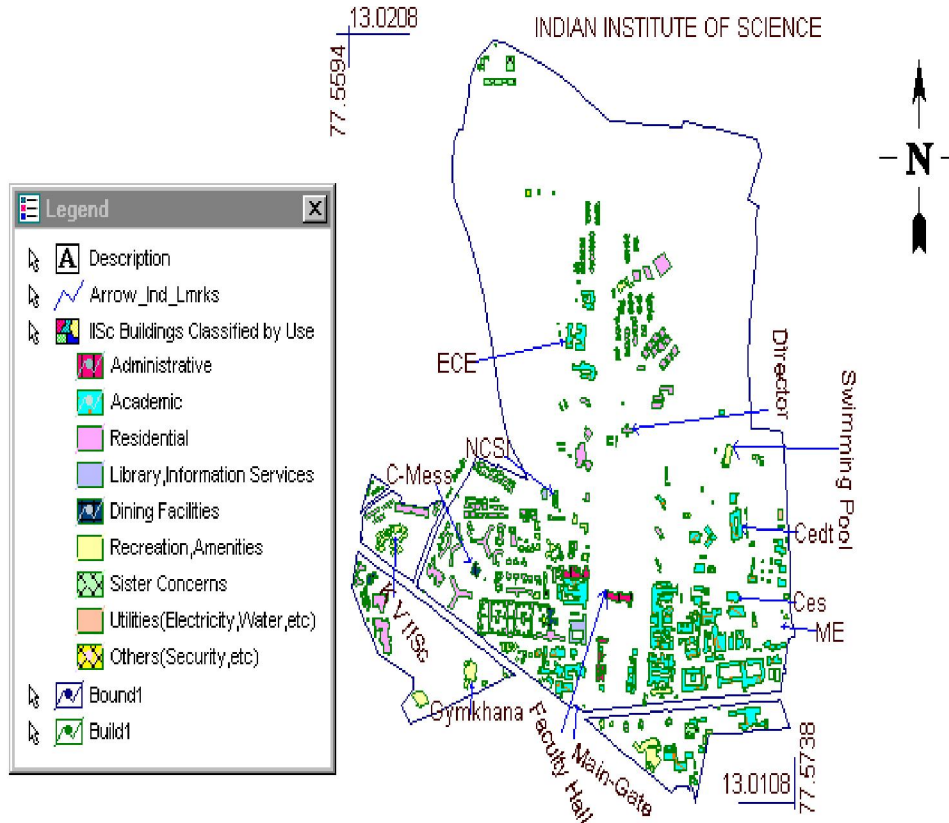 13.0208
77.5594
INDIAN INSTITUTE OF SCIENCE
N
Legend
A Description
Arrow_Ind_Lmrks
IISc Buildings Classified by Use
Administrative
Academic
Residential
Library,Information Services
Dining Facilities
Recreation,Amenities
Sister Concerns
Utilities(Electricity,Water,etc)
Others(Security,etc)
Bound1
Build1
ECE
Director
Swimming Pool
NCSI
C-Mess
Cedt
Ces
ME
K V IISc
Gymkhana
Faculty Hall
Main-Gate
13.0108
77.5738